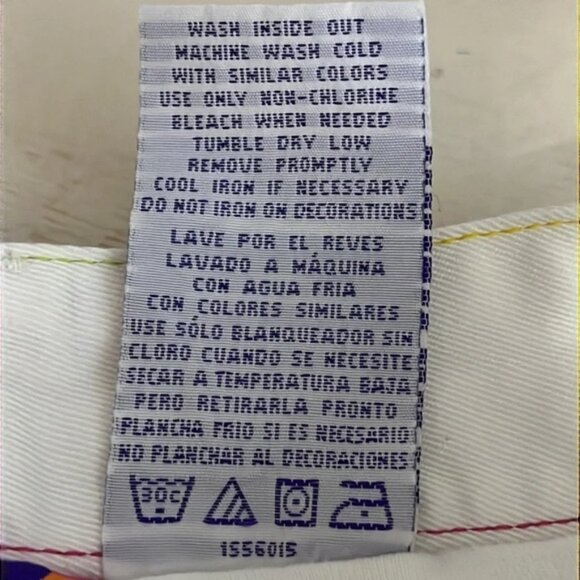 WASH INSIDE OUT
MACHINE WASH COLD
WITH SIMILAR COLORS
USE ONLY NON-CHLORINE
BLEACH WHEN NEEDED
TUMBLE DRY LOW
REMOVE PROMPTLY
COOL IRON IF NECESSARY
DO NOT IRON ON DECORATIONS
LAVE POR EL REVES
LAVADO A MÁQUINA
CON AGUA FRIA
CON COLORES SIMILARES
USE SÓLO BLANQUEADOR SIN
CLORO CUANDO SE NECESITE
SECAR A TEMPERATURA BAJA
PERO RETIRARLA PRONTO
PLANCHA FRIO SI ES NECESARIO
NO PLANCHAR AL DECORACIONES
30C
1556015